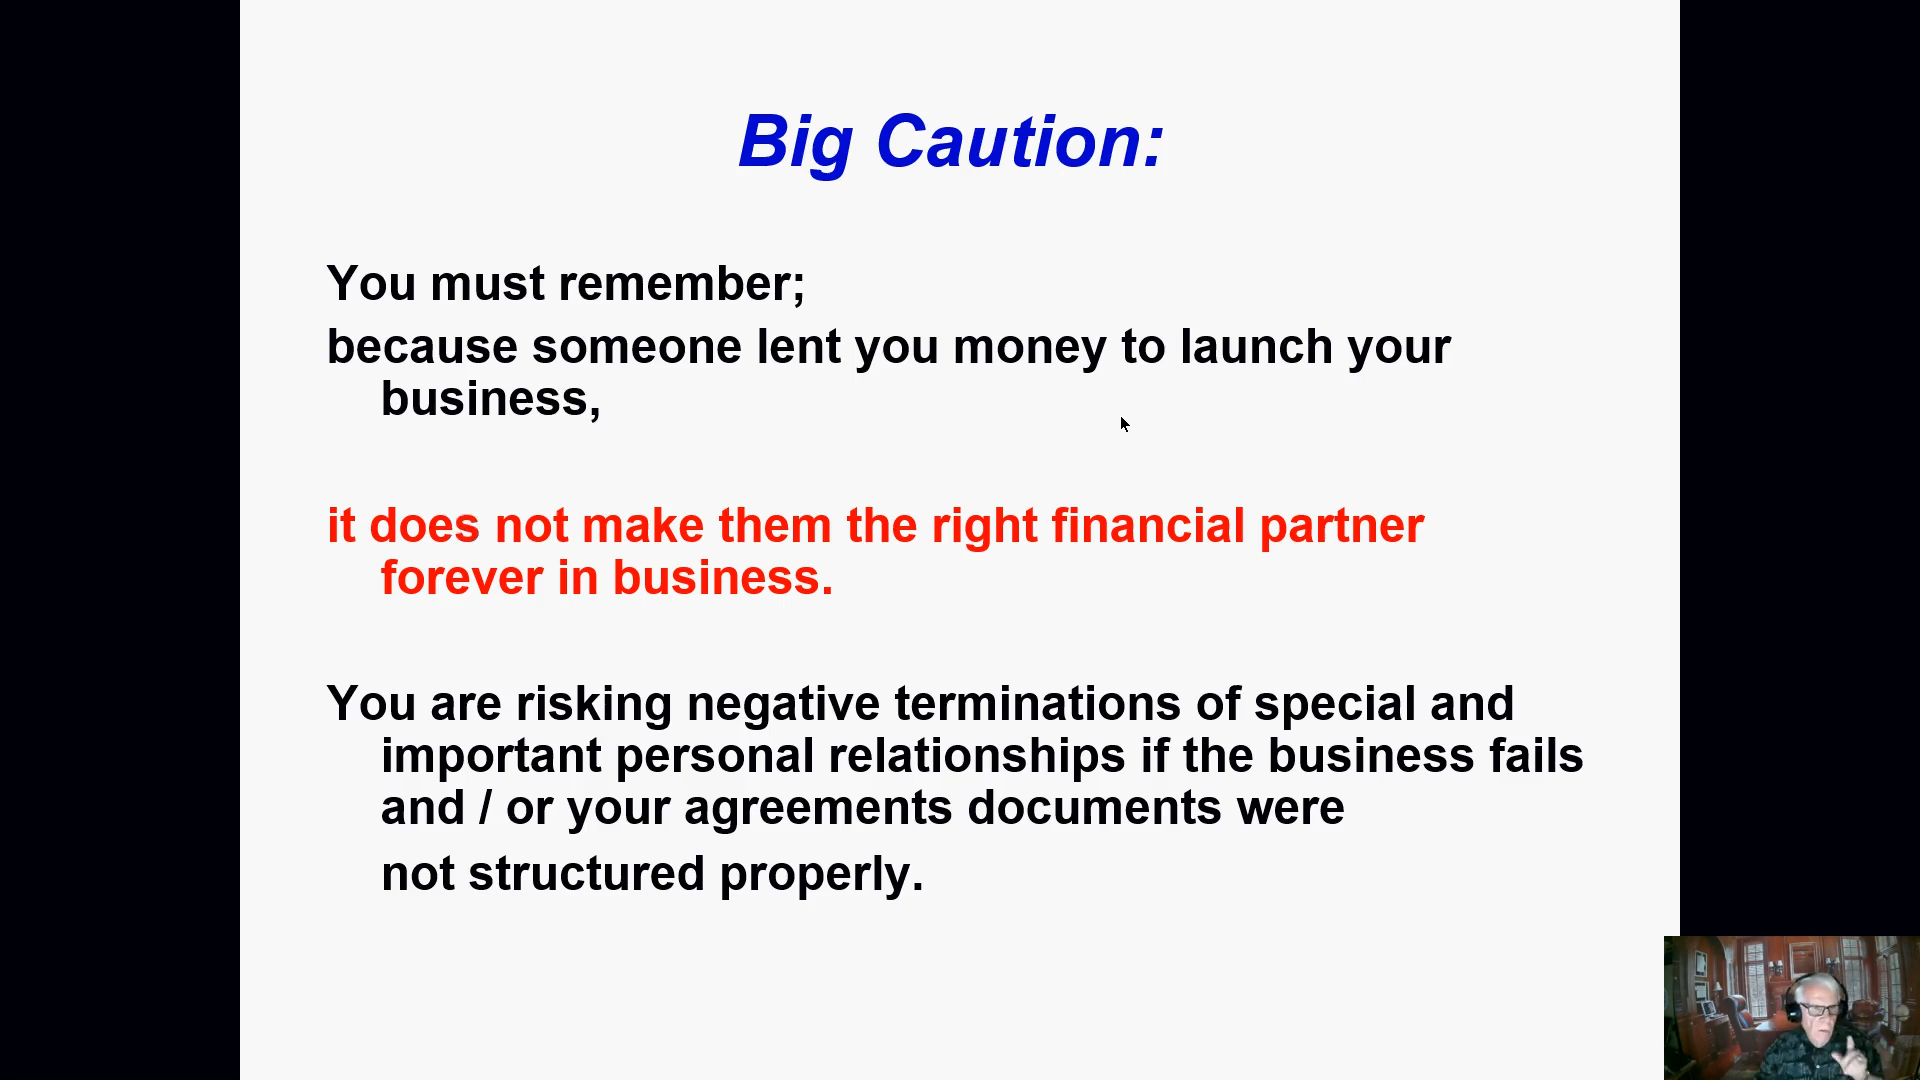 Big Caution:
You must remember;
because someone lent you money to launch your
business,
it does not make them the right financial partner
forever in business.
You are risking negative terminations of special and
important personal relationships if the business fails
and / or your agreements documents were
not structured properly.